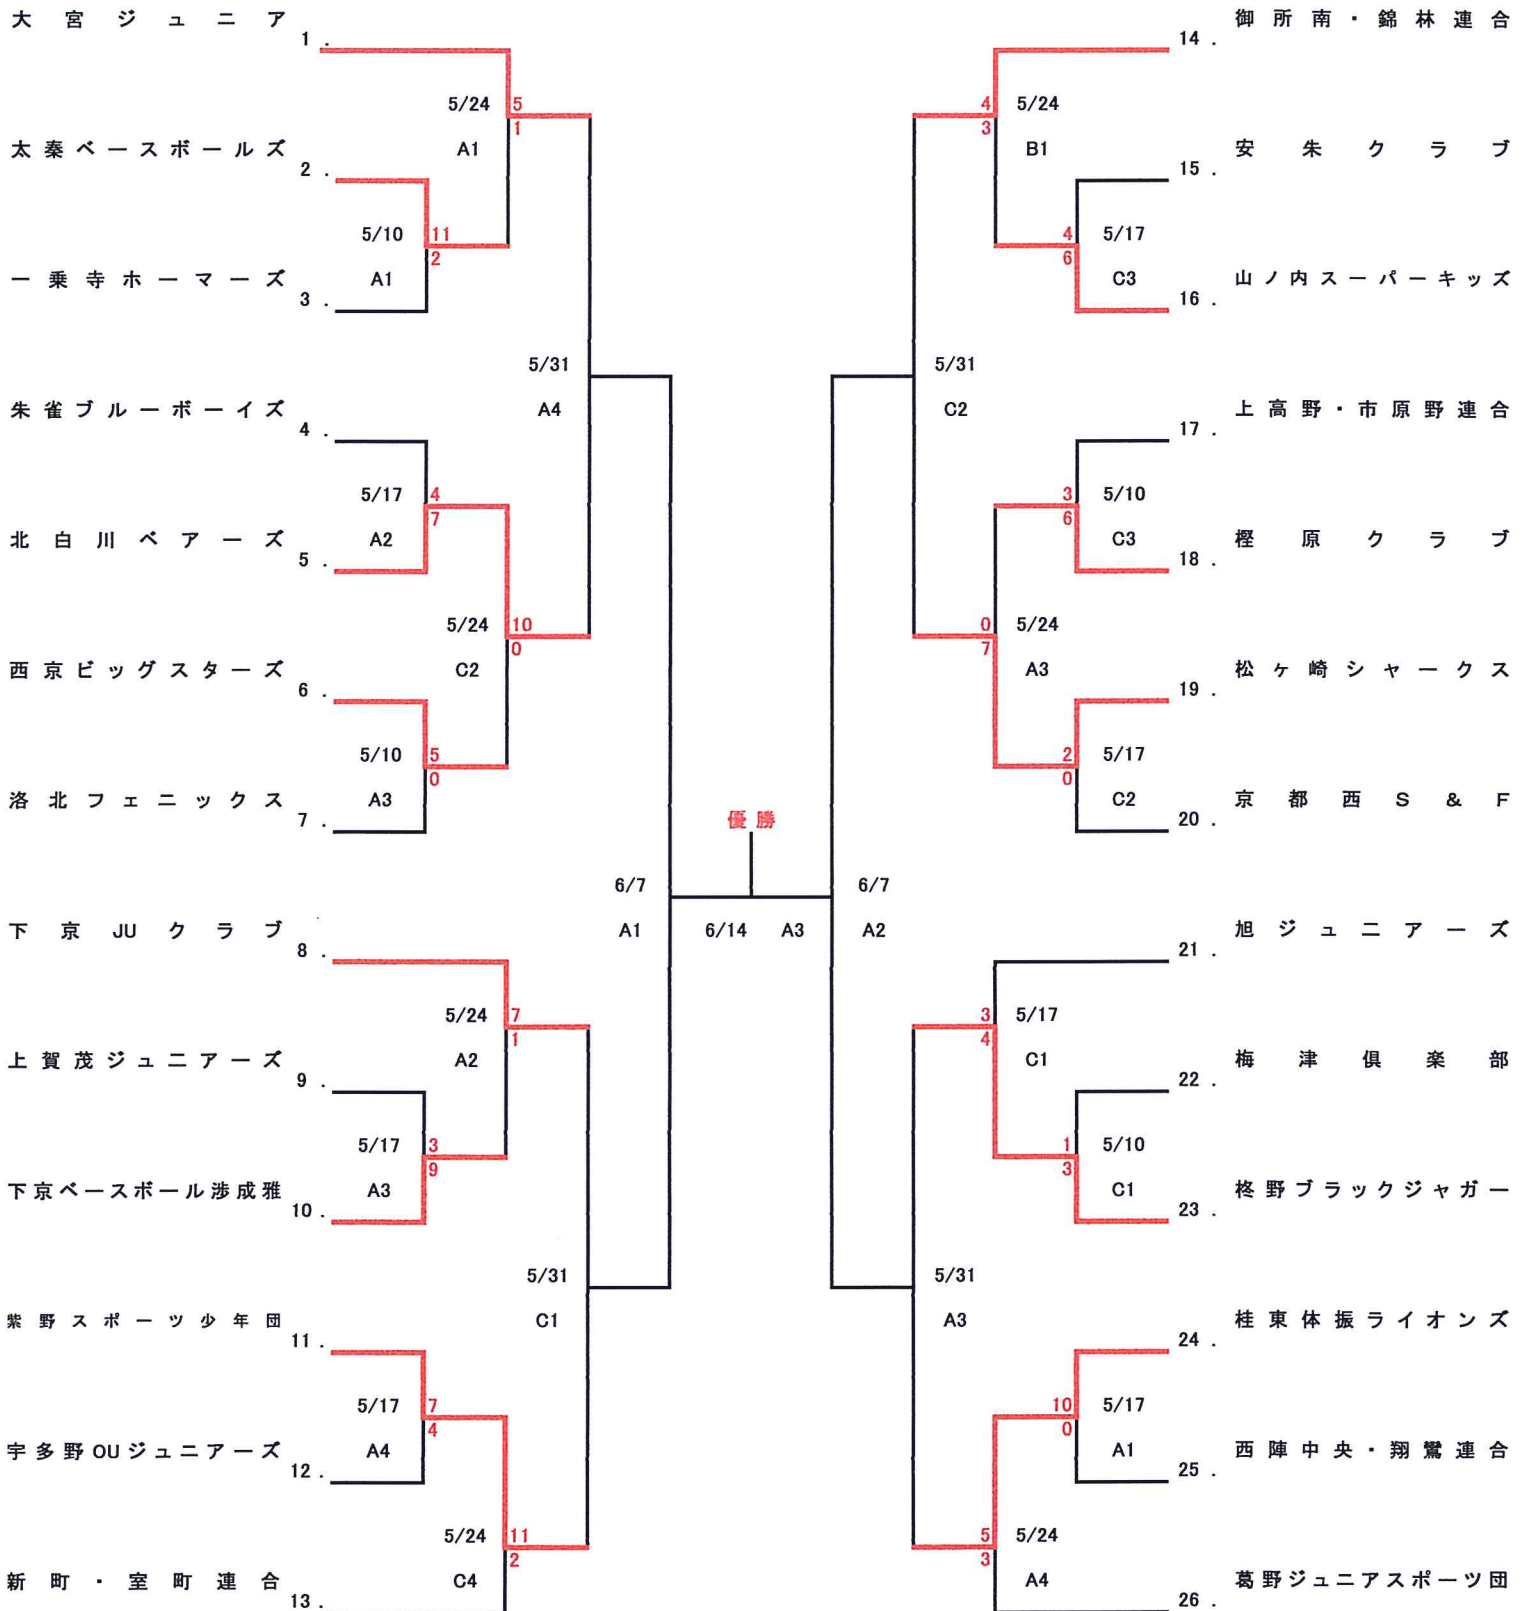 大宮ジュニア
1.
5/24
5
1
A1
太秦ベースボールズ
2.
5/10
11
2
A1
一乗寺ホーマーズ
3.
5/31
A4
朱雀ブルーボーイズ
4.
5/17
4
7
A2
北白川ベアーズ
5.
5/24
10
0
C2
西京ビッグスターズ
6.
5/10
5
0
A3
洛北フェニックス
7.
6/7
A1
下京JUクラブ
8.
5/24
7
1
A2
上賀茂ジュニアーズ
9.
5/17
3
9
A3
下京ベースボール渉成雅
10.
5/31
C1
紫野スポーツ少年団
11.
5/17
7
4
A4
宇多野OUジュニアーズ
12.
5/24
11
2
C4
新町・室町連合
13.
優勝
6/14 A3
御所南・錦林連合
14.
4
3
5/24
B1
安朱クラブ
15.
4
6
5/17
C3
山ノ内スーパーキッズ
16.
5/31
C2
上高野・市原野連合
17.
3
6
5/10
C3
樫原クラブ
18.
0
7
5/24
A3
松ヶ崎シャークス
19.
2
0
5/17
C2
京都西S&F
20.
6/7
A2
旭ジュニアーズ
21.
3
4
5/17
C1
梅津倶楽部
22.
1
3
5/10
C1
柊野ブラックジャガー
23.
5/31
A3
桂東体振ライオンズ
24.
10
0
5/17
A1
西陣中央・翔鸞連合
25.
5
3
5/24
A4
葛野ジュニアスポーツ団
26.